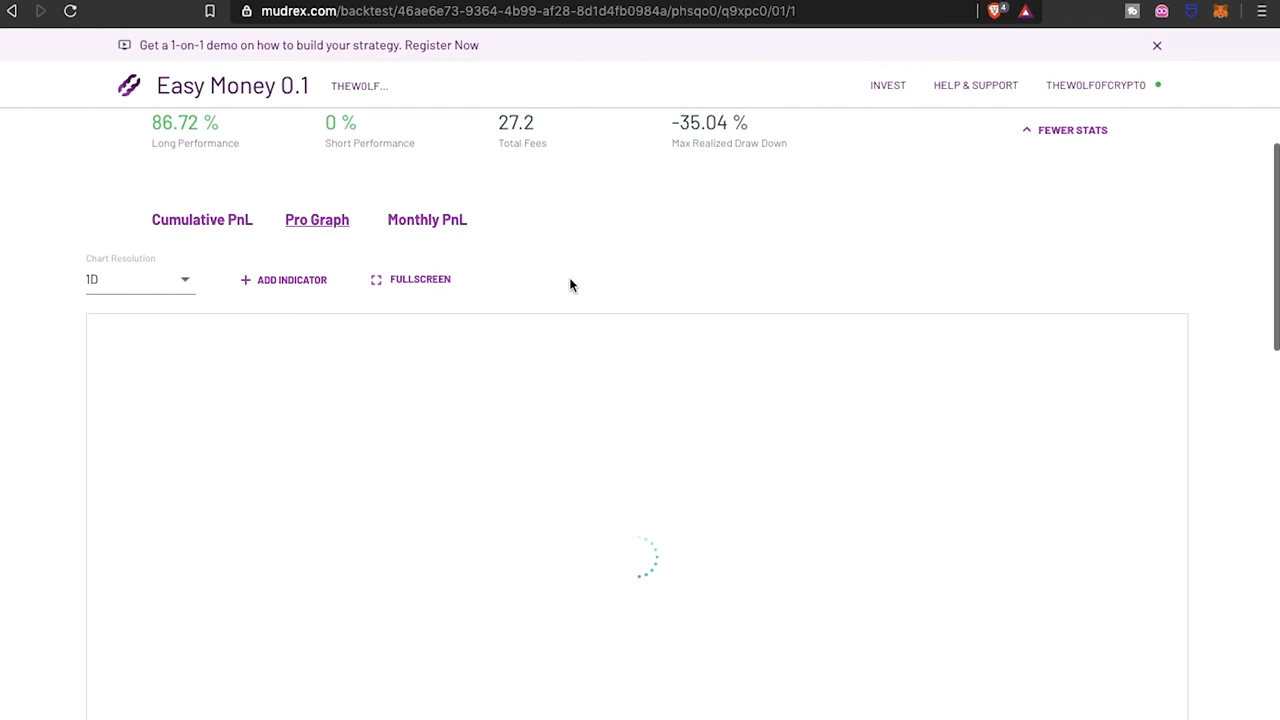 mudrex.com/backtest/46ae6e73-9364-4b99-af28-8d1d4fb0984a/phsqo0/q9xpc0/01/1
4
Get a 1-on-1 demo on how to build your strategy. Register Now
Easy Money 0.1
THEW0LF...
INVEST
HELP & SUPPORT
THEW0LF0FCRYPT0
86.72 %
0 %
27.2
-35.04 %
Long Performance
Short Performance
Total Fees
Max Realized Draw Down
FEWER STATS
Cumulative PnL
Pro Graph
Monthly PnL
Chart Resolution
1D
ADD INDICATOR
FULLSCREEN